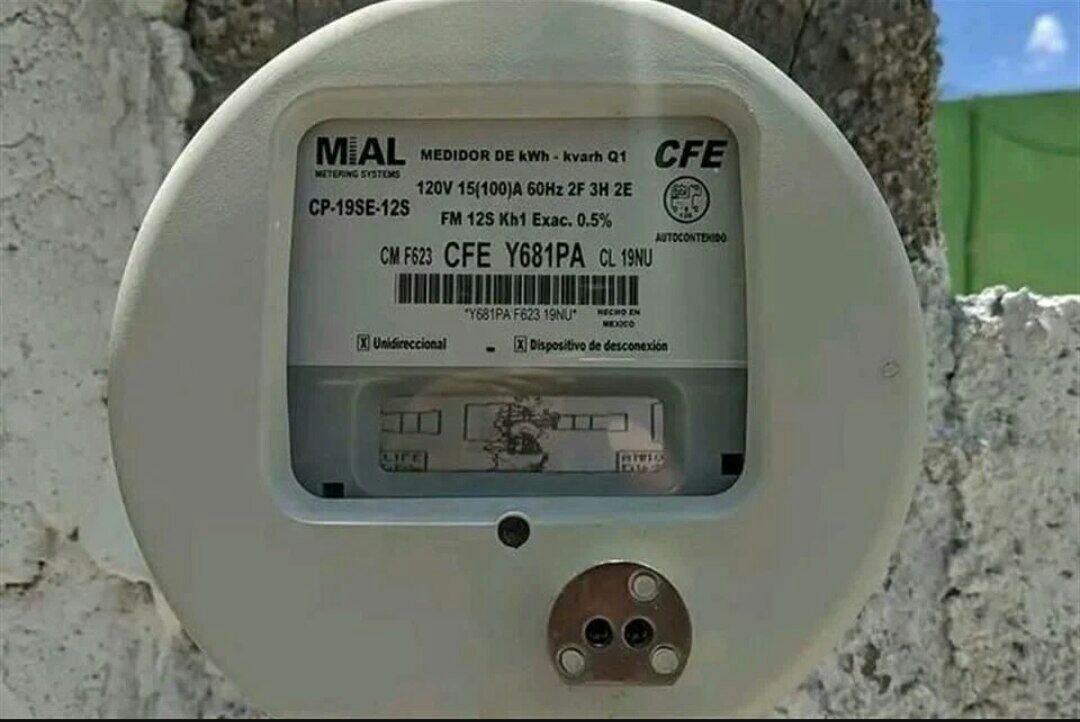 MIAL
METERING SYSTEMS
MEDIDOR DE kWh - kvarh Q1
CFE
120V 15(100)A 60Hz 2F 3H 2E
CP-19SE-12S
FM 12S Kh1 Exac. 0.5%
AUTOCONTENIDO
CM F623 CFE Y681PA CL 19NU
*Y681PA F623 19NU*
HECHO EN
MEXICO
X Unidireccional - X Dispositivo de desconexión
LIFE